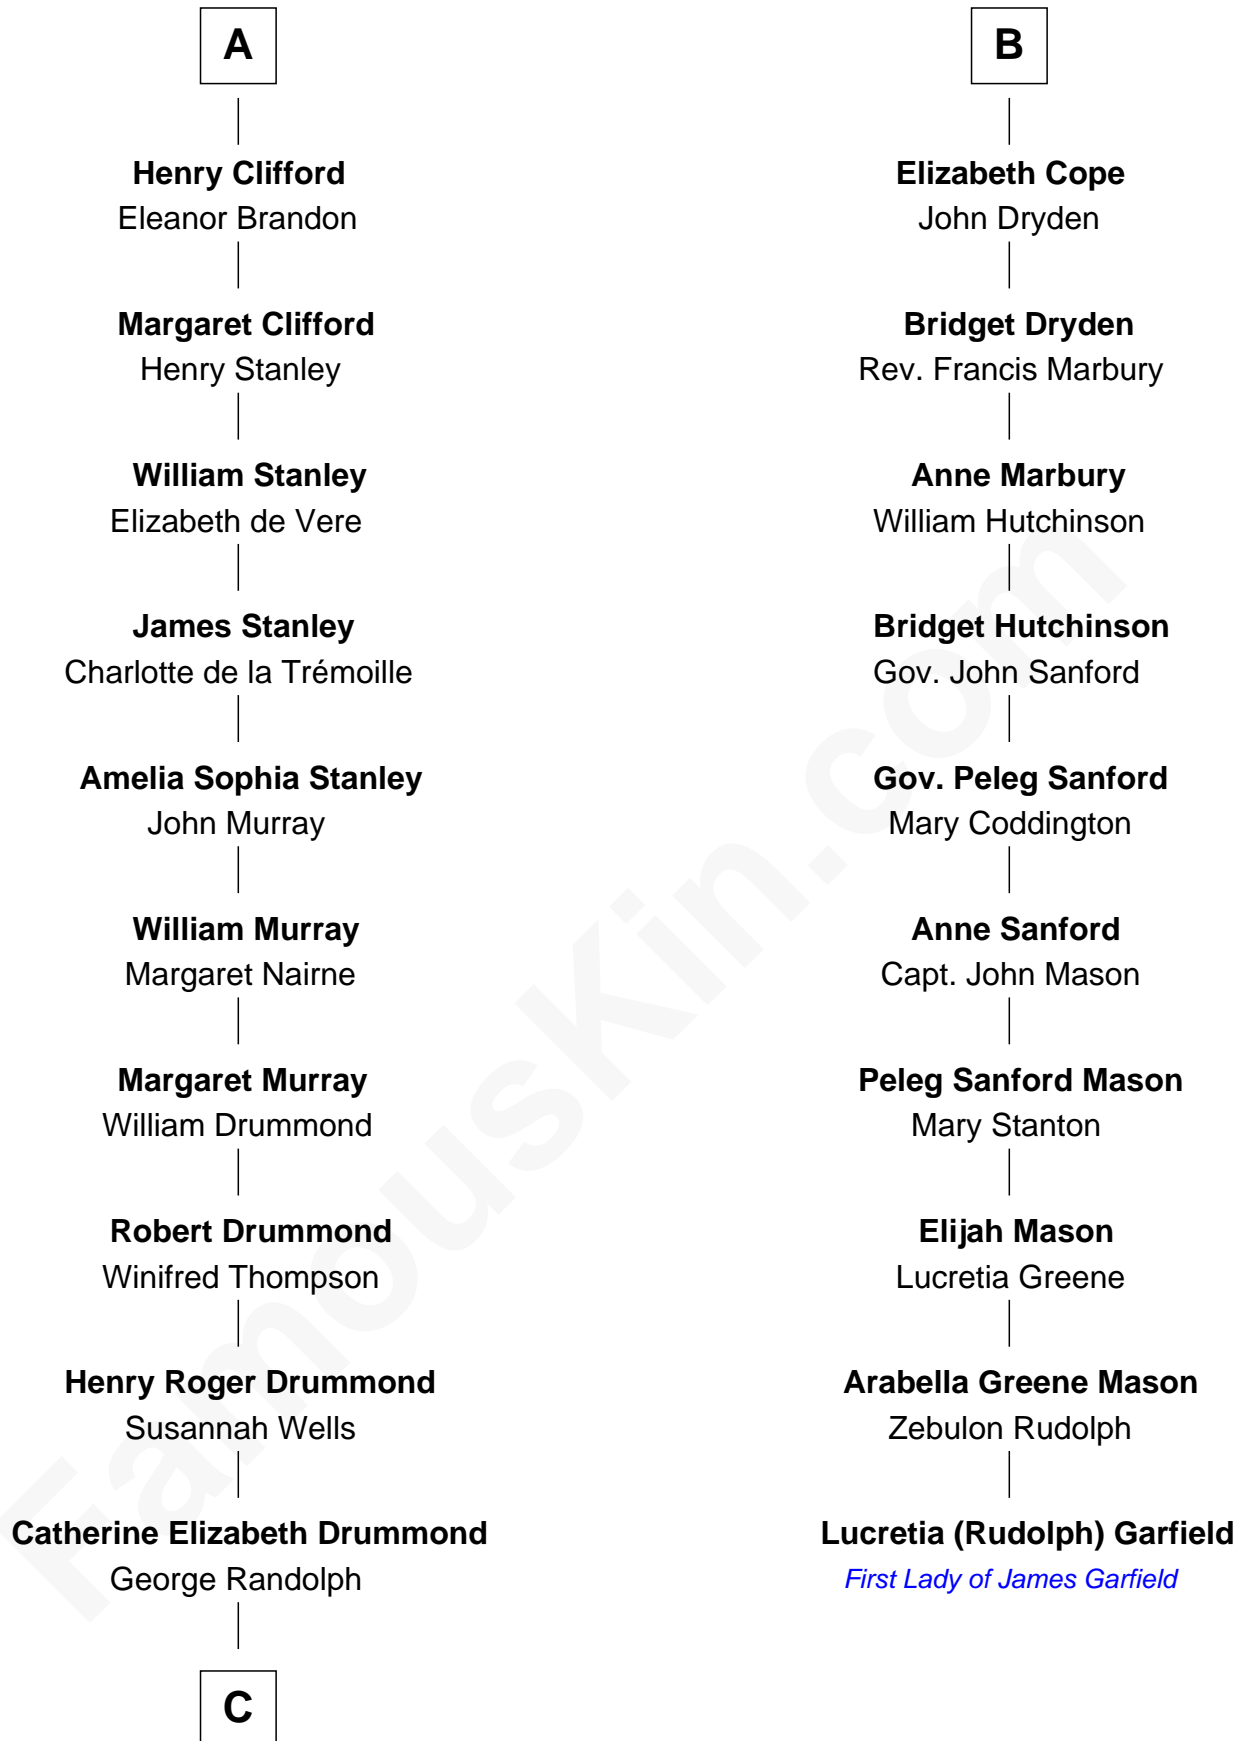 A
Henry Clifford
Eleanor Brandon
Margaret Clifford
Henry Stanley
William Stanley
Elizabeth de Vere
James Stanley
Charlotte de la Trémoille
Amelia Sophia Stanley
John Murray
William Murray
Margaret Nairne
Margaret Murray
William Drummond
Robert Drummond
Winifred Thompson
Henry Roger Drummond
Susannah Wells
Catherine Elizabeth Drummond
George Randolph
C
B
Elizabeth Cope
John Dryden
Bridget Dryden
Rev. Francis Marbury
Anne Marbury
William Hutchinson
Bridget Hutchinson
Gov. John Sanford
Gov. Peleg Sanford
Mary Coddington
Anne Sanford
Capt. John Mason
Peleg Sanford Mason
Mary Stanton
Elijah Mason
Lucretia Greene
Arabella Greene Mason
Zebulon Rudolph
Lucretia (Rudolph) Garfield
First Lady of James Garfield
FamousKin.com